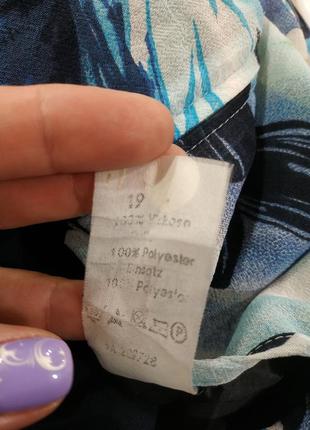 19
100% Viskose
100% Polyester
Einsatz
100% Polyester
P